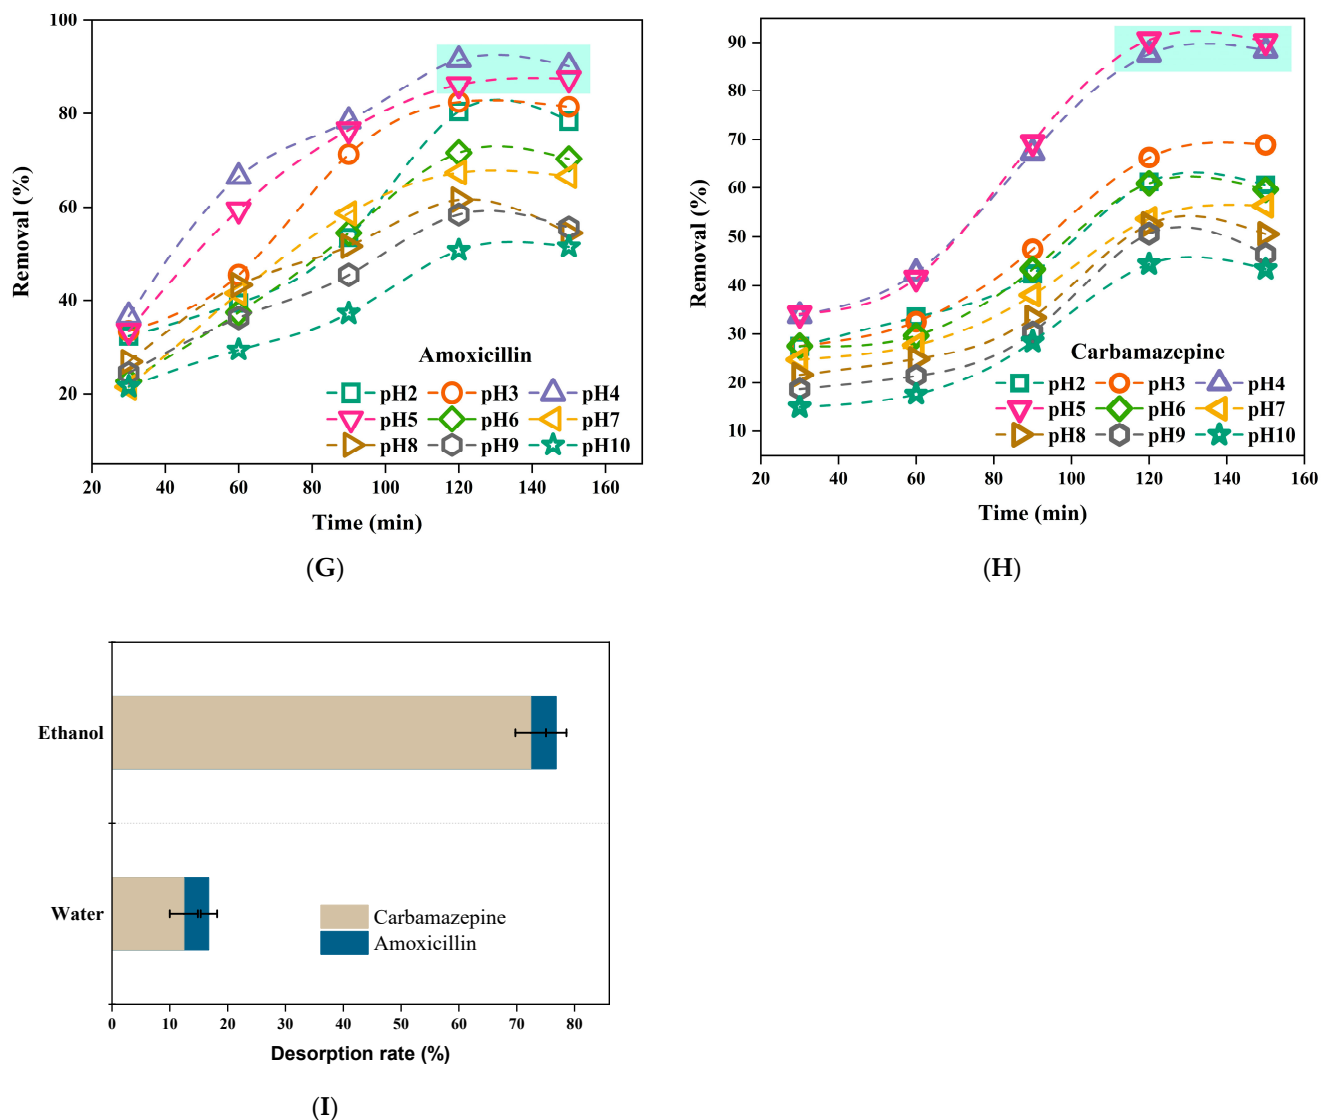 100
80
60
40
20
Removal (%)
Amoxicillin
pH2 pH3 pH4
pH5 pH6 pH7
pH8 pH9 pH10
20 40 60 80 100 120 140 160
Time (min)
(G)
90
80
70
60
50
40
30
20
10
Removal (%)
Carbamazepine
pH2 pH3 pH4
pH5 pH6 pH7
pH8 pH9 pH10
20 40 60 80 100 120 140 160
Time (min)
(H)
Ethanol
Water
Carbamazepine
Amoxicillin
0 10 20 30 40 50 60 70 80
Desorption rate (%)
(I)